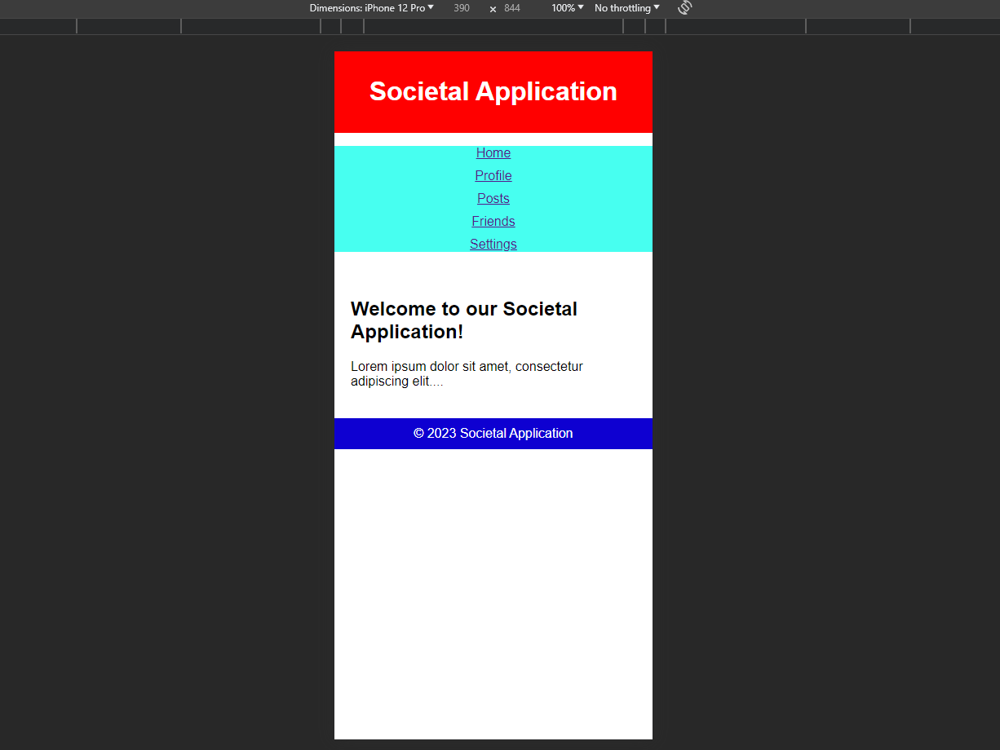 Dimensions: iPhone 12 Pro 390 × 844 100% No throttling
Societal Application
Home
Profile
Posts
Friends
Settings
Welcome to our Societal
Application!
Lorem ipsum dolor sit amet, consectetur
adipiscing elit....
© 2023 Societal Application